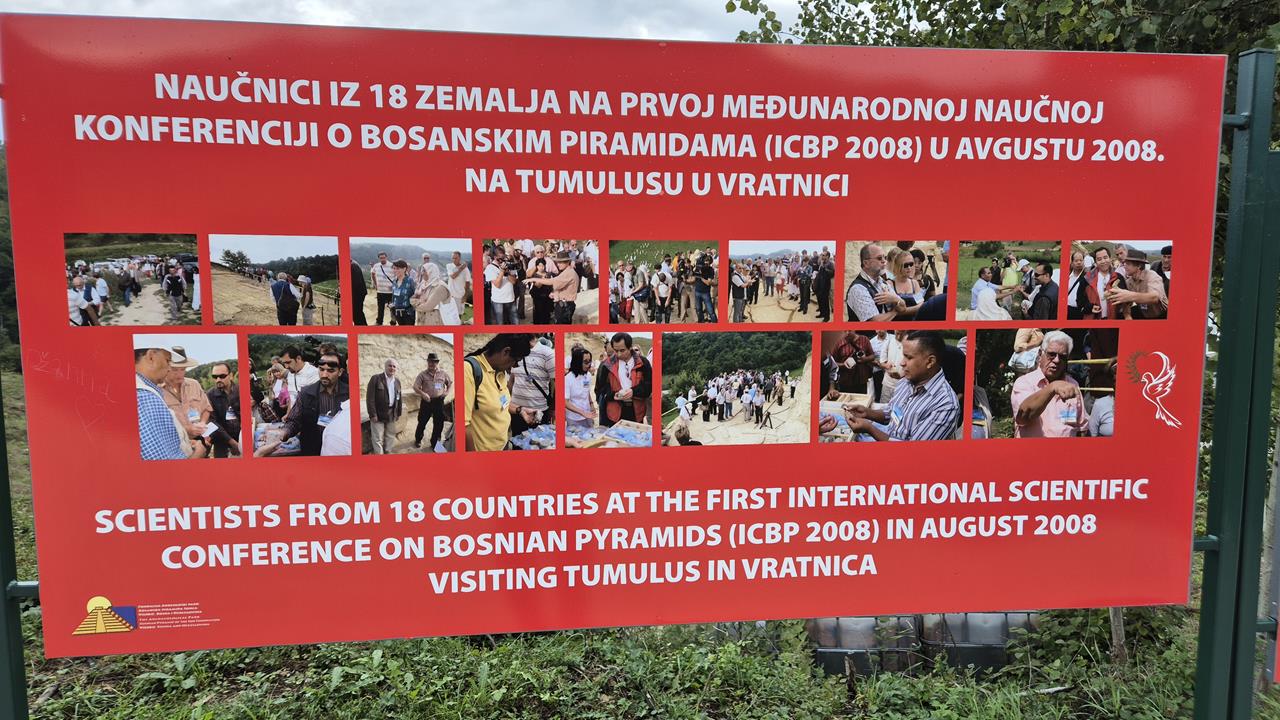 NAUČNICI IZ 18 ZEMALJA NA PRVOJ MEĐUNARODNOJ NAUČNOJ
KONFERENCIJI O BOSANSKIM PIRAMIDAMA (ICBP 2008) U AVGUSTU 2008.
NA TUMULUSU U VRATNICI
SCIENTISTS FROM 18 COUNTRIES AT THE FIRST INTERNATIONAL SCIENTIFIC
CONFERENCE ON BOSNIAN PYRAMIDS (ICBP 2008) IN AUGUST 2008
VISITING TUMULUS IN VRATNICA